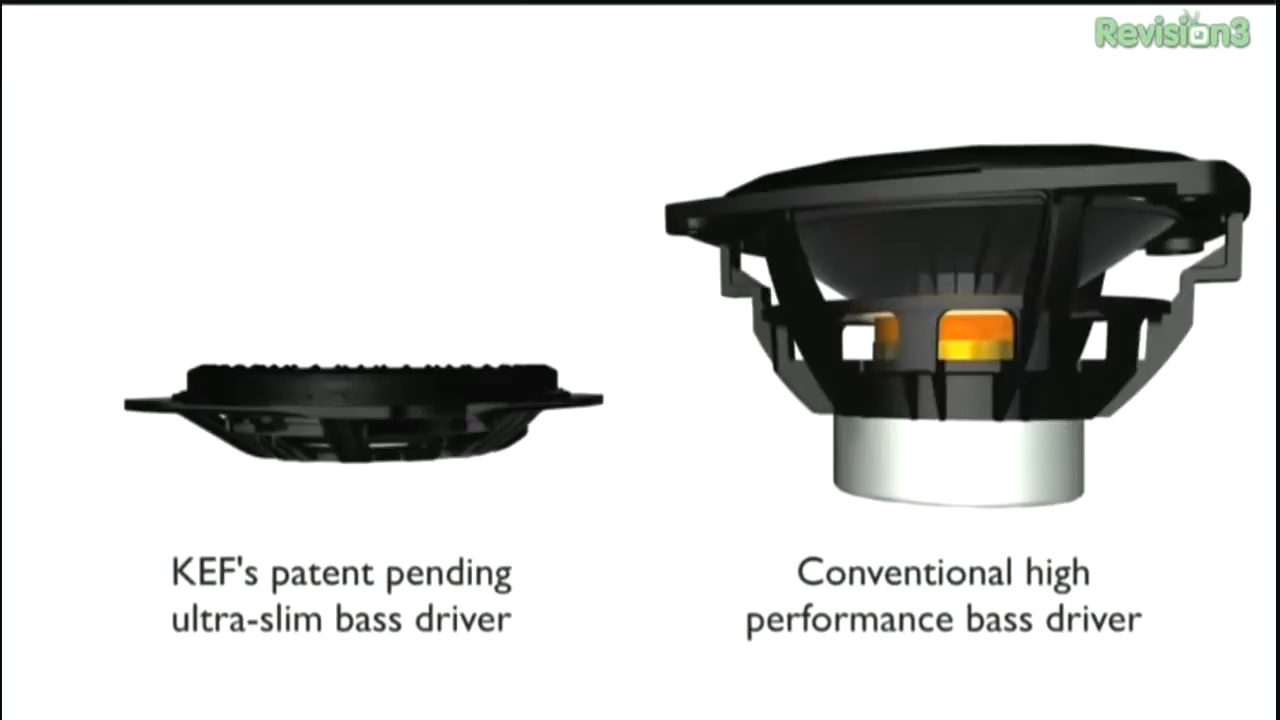 Revision3
KEF's patent pending
ultra-slim bass driver
Conventional high
performance bass driver